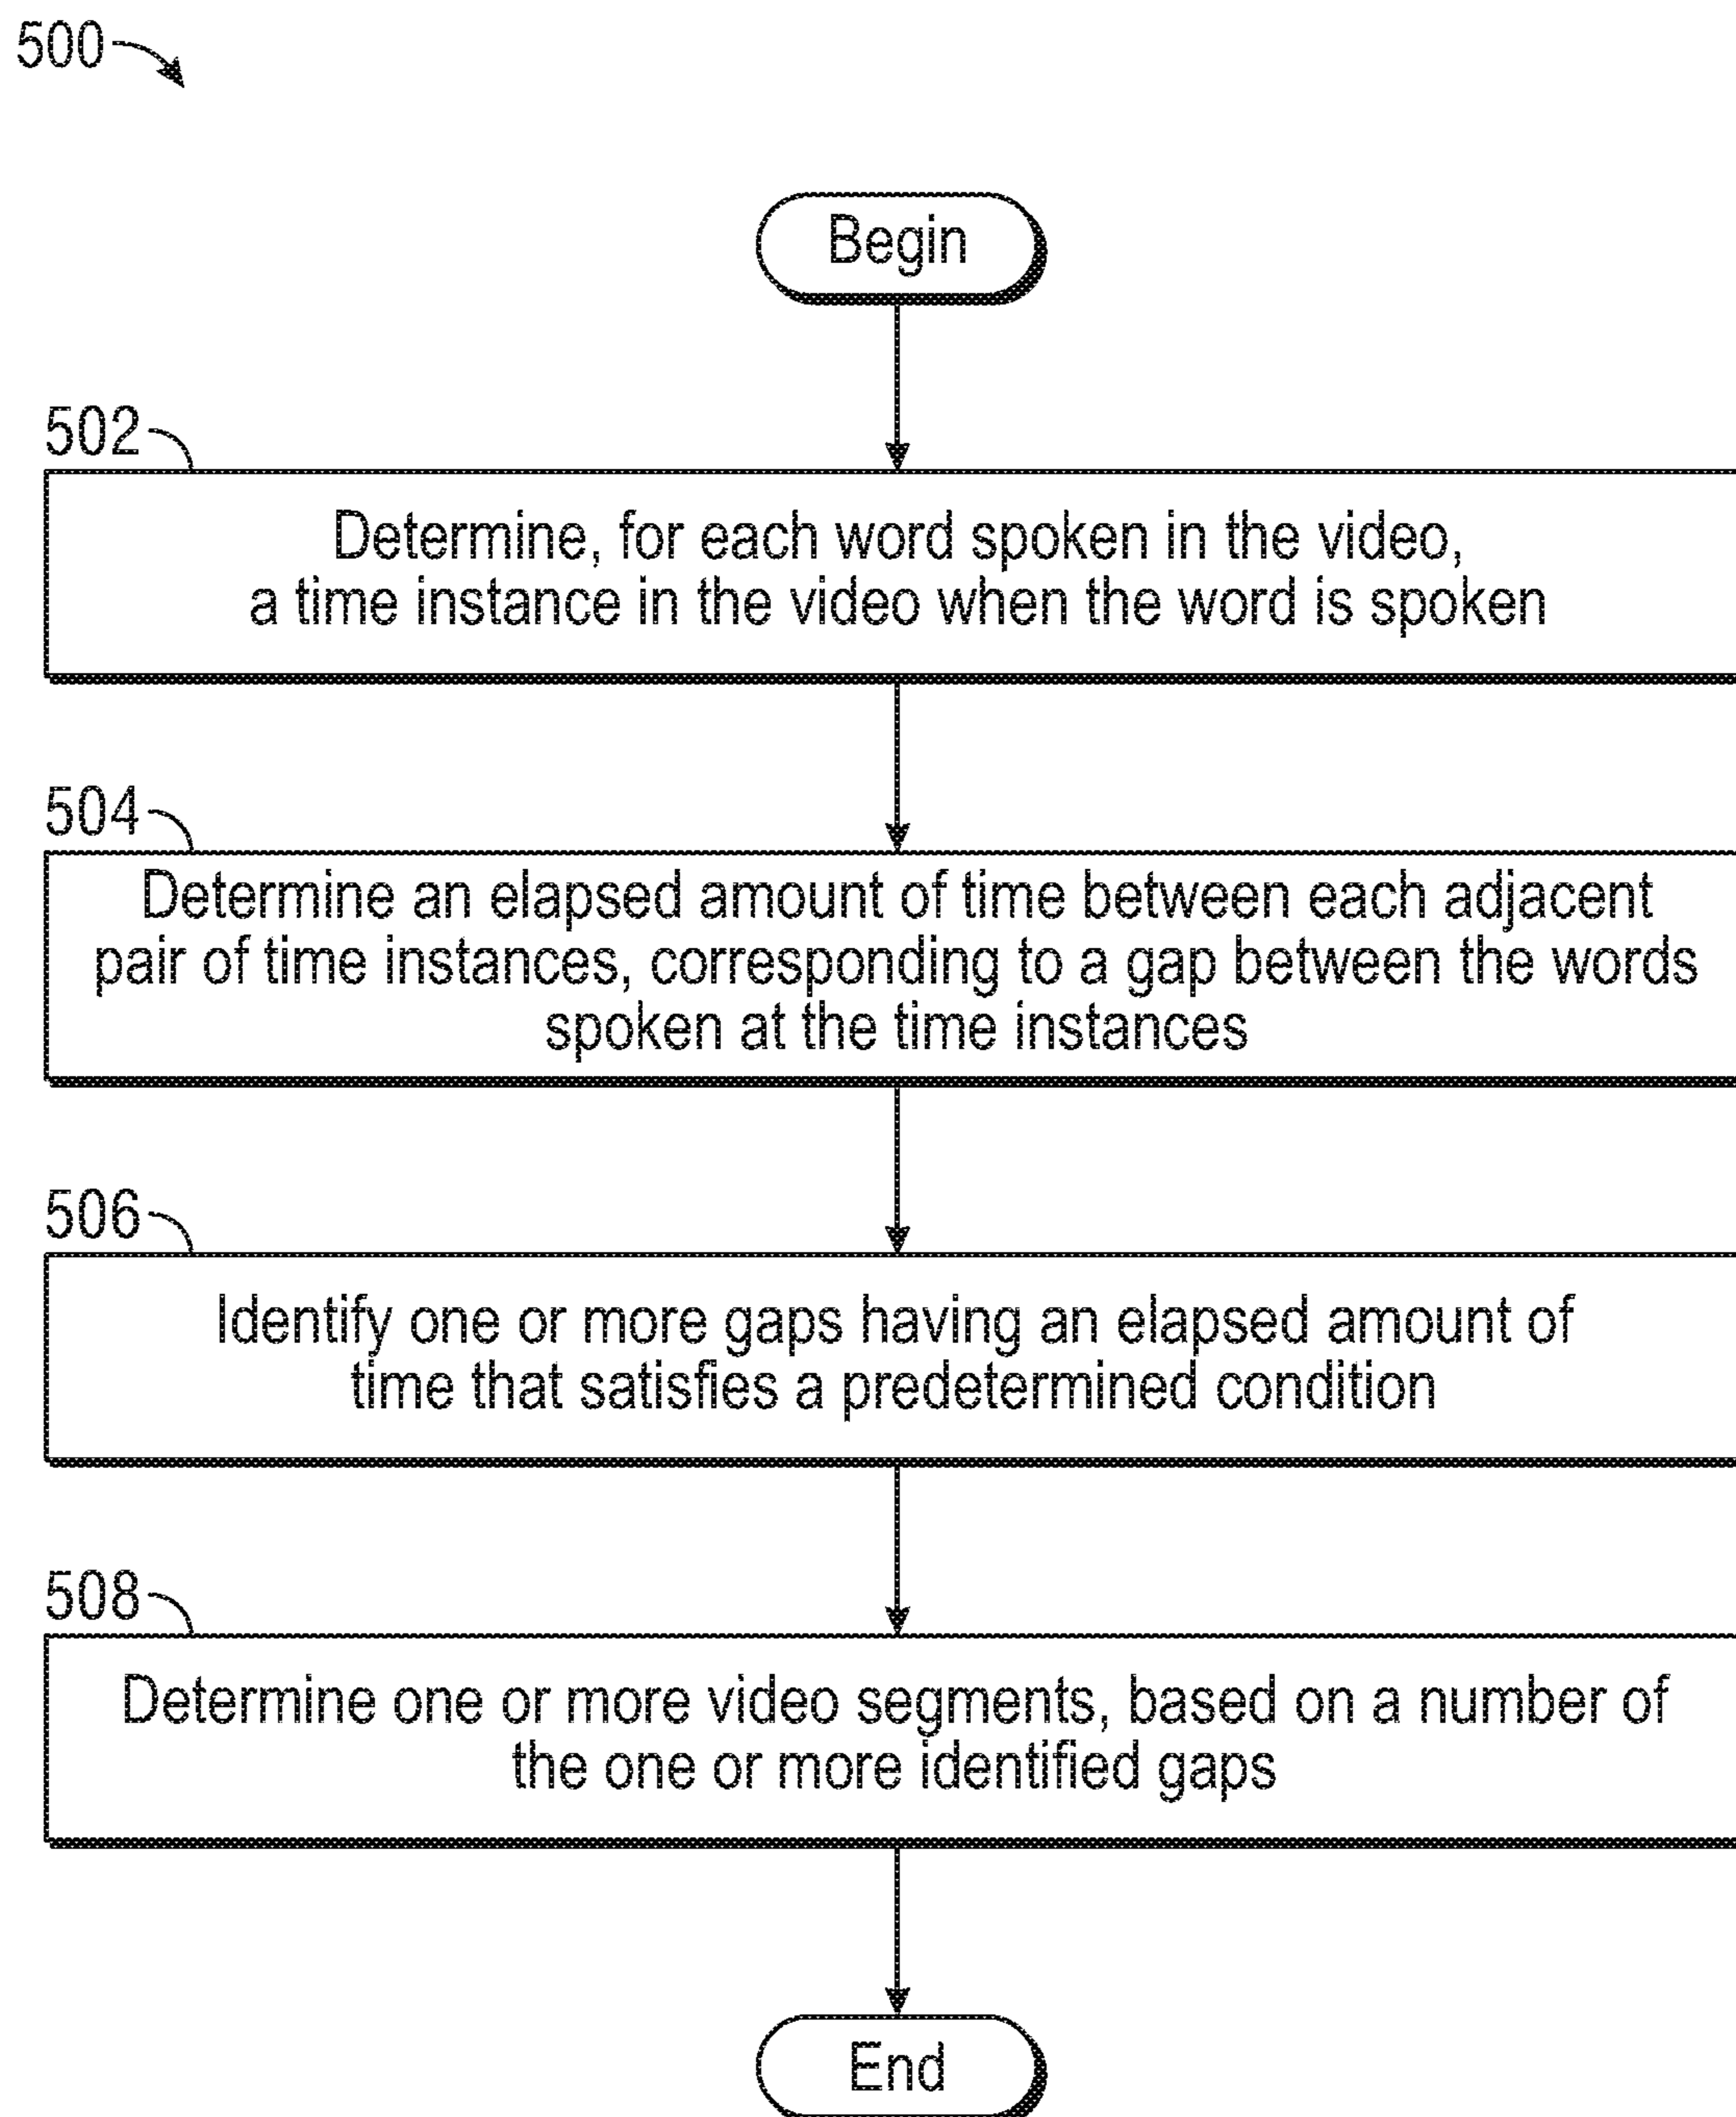 500
Begin
502
Determine, for each word spoken in the video,
a time instance in the video when the word is spoken
504
Determine an elapsed amount of time between each adjacent
pair of time instances, corresponding to a gap between the words
spoken at the time instances
506
Identify one or more gaps having an elapsed amount of
time that satisfies a predetermined condition
508
Determine one or more video segments, based on a number of
the one or more identified gaps
End